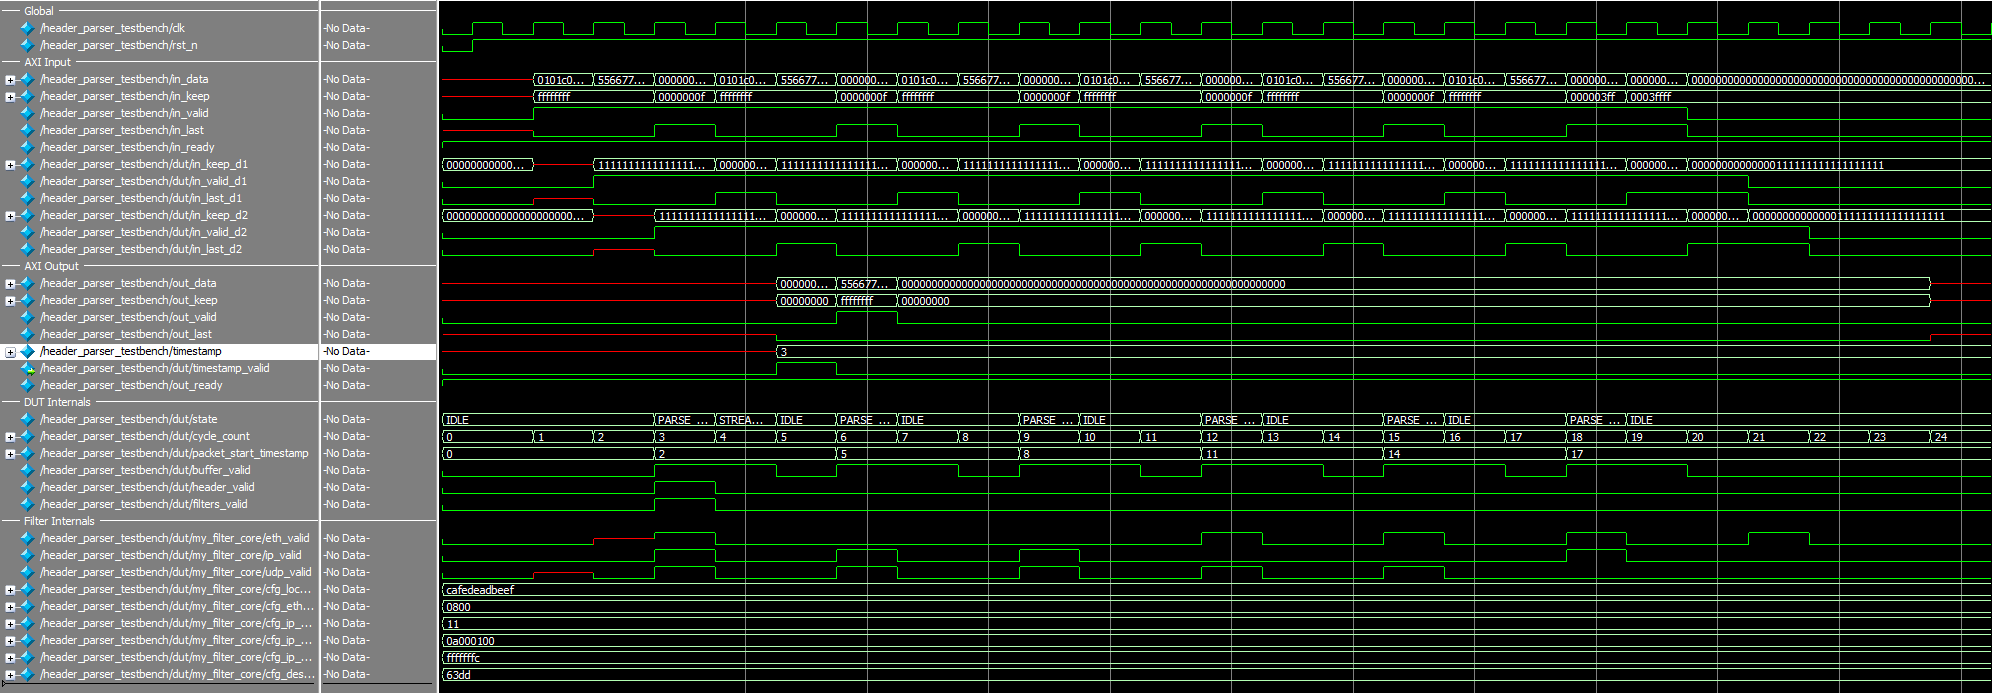 Global
/header_parser_testbench/clk -No Data-
/header_parser_testbench/rst_n -No Data-
AXI Input
/header_parser_testbench/in_data -No Data- 0101c0... 556677... 000000... 0101c0... 556677... 000000... 0101c0... 556677... 000000... 0101c0... 556677... 000000... 0101c0... 556677... 000000... 0101c0... 556677... 000000... 000000... 0000000000000000000000000000000000000000000000000...
/header_parser_testbench/in_keep -No Data- ffffffff 0000000f ffffffff 0000000f ffffffff 0000000f ffffffff 0000000f ffffffff 0000000f ffffffff 000003ff 0003ffff
/header_parser_testbench/in_valid -No Data-
/header_parser_testbench/in_last -No Data-
/header_parser_testbench/in_ready -No Data-
/header_parser_testbench/dut/in_keep_d1 -No Data- 00000000000... 1111111111111111... 000000... 1111111111111111... 000000... 1111111111111111... 000000... 1111111111111111... 000000... 1111111111111111... 000000... 1111111111111111... 000000... 00000000000000111111111111111111
/header_parser_testbench/dut/in_valid_d1 -No Data-
/header_parser_testbench/dut/in_last_d1 -No Data-
/header_parser_testbench/dut/in_keep_d2 -No Data- 00000000000000000000... 1111111111111111... 000000... 1111111111111111... 000000... 1111111111111111... 000000... 1111111111111111... 000000... 1111111111111111... 000000... 1111111111111111... 000000... 00000000000000111111111111111111
/header_parser_testbench/dut/in_valid_d2 -No Data-
/header_parser_testbench/dut/in_last_d2 -No Data-
AXI Output
/header_parser_testbench/out_data -No Data- 000000... 556677... 0000000000000000000000000000000000000000000000000000000000000000
/header_parser_testbench/out_keep -No Data- 00000000 ffffffff 00000000
/header_parser_testbench/out_valid -No Data-
/header_parser_testbench/out_last -No Data-
/header_parser_testbench/timestamp -No Data- 3
/header_parser_testbench/dut/timestamp_valid -No Data-
/header_parser_testbench/out_ready -No Data-
DUT Internals
/header_parser_testbench/dut/state -No Data- IDLE PARSE ... STREA... IDLE PARSE ... IDLE PARSE ... IDLE PARSE ... IDLE PARSE ... IDLE PARSE ... IDLE
/header_parser_testbench/dut/cycle_count -No Data- 0 1 2 3 4 5 6 7 8 9 10 11 12 13 14 15 16 17 18 19 20 21 22 23 24
/header_parser_testbench/dut/packet_start_timestamp -No Data- 0 2 5 8 11 14 17
/header_parser_testbench/dut/buffer_valid -No Data-
/header_parser_testbench/dut/header_valid -No Data-
/header_parser_testbench/dut/filters_valid -No Data-
Filter Internals
/header_parser_testbench/dut/my_filter_core/eth_valid -No Data-
/header_parser_testbench/dut/my_filter_core/ip_valid -No Data-
/header_parser_testbench/dut/my_filter_core/udp_valid -No Data-
/header_parser_testbench/dut/my_filter_core/cfg_loc... -No Data- cafedeadbeef
/header_parser_testbench/dut/my_filter_core/cfg_eth... -No Data- 0800
/header_parser_testbench/dut/my_filter_core/cfg_ip_... -No Data- 11
/header_parser_testbench/dut/my_filter_core/cfg_ip_... -No Data- 0a000100
/header_parser_testbench/dut/my_filter_core/cfg_ip_... -No Data- fffffffc
/header_parser_testbench/dut/my_filter_core/cfg_des... -No Data- 63dd